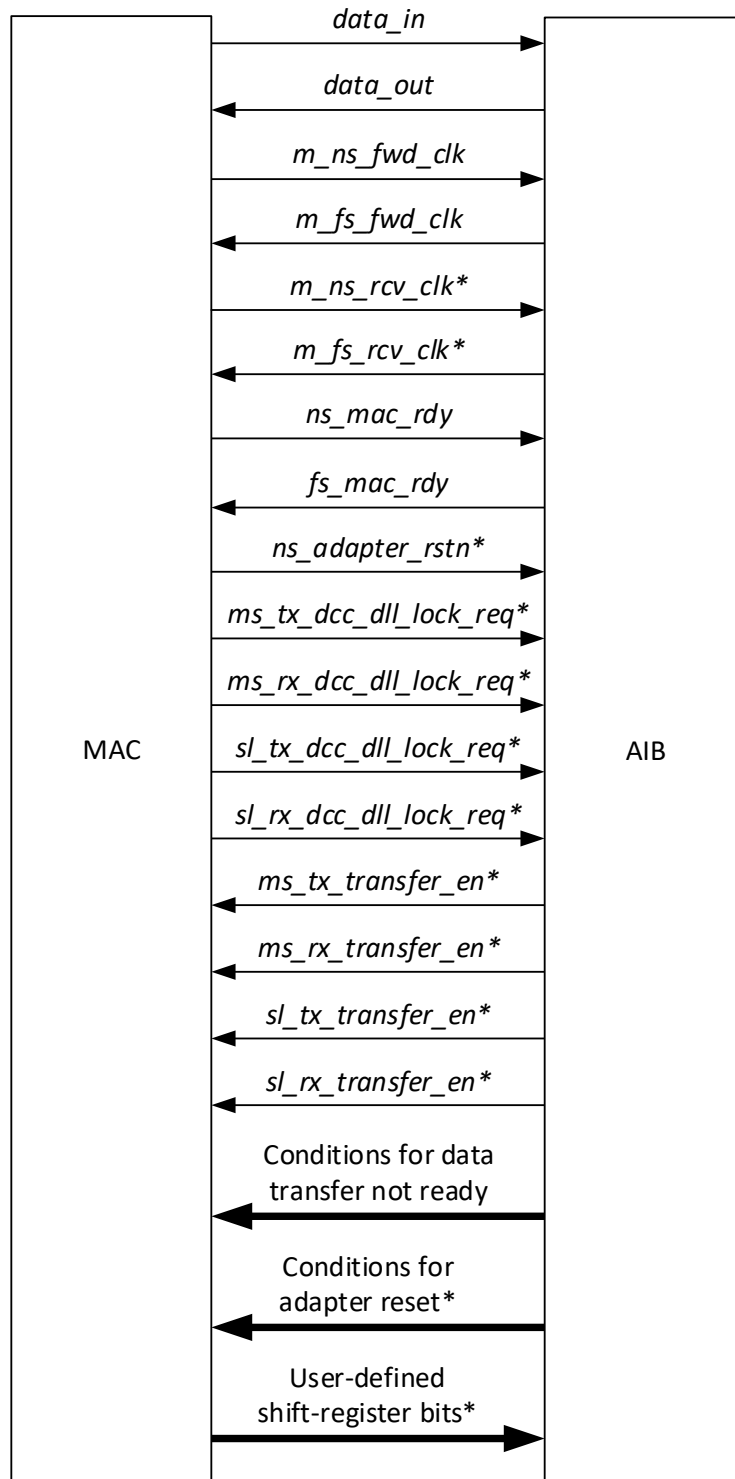 data_in
data_out
m_ns_fwd_clk
m_fs_fwd_clk
m_ns_rcv_clk*
m_fs_rcv_clk*
ns_mac_rdy
fs_mac_rdy
ns_adapter_rstn*
ms_tx_dcc_dll_lock_req*
ms_rx_dcc_dll_lock_req*
MAC
sl_tx_dcc_dll_lock_req*
AIB
sl_rx_dcc_dll_lock_req*
ms_tx_transfer_en*
ms_rx_transfer_en*
sl_tx_transfer_en*
sl_rx_transfer_en*
Conditions for data
transfer not ready
Conditions for
adapter reset*
User-defined
shift-register bits*